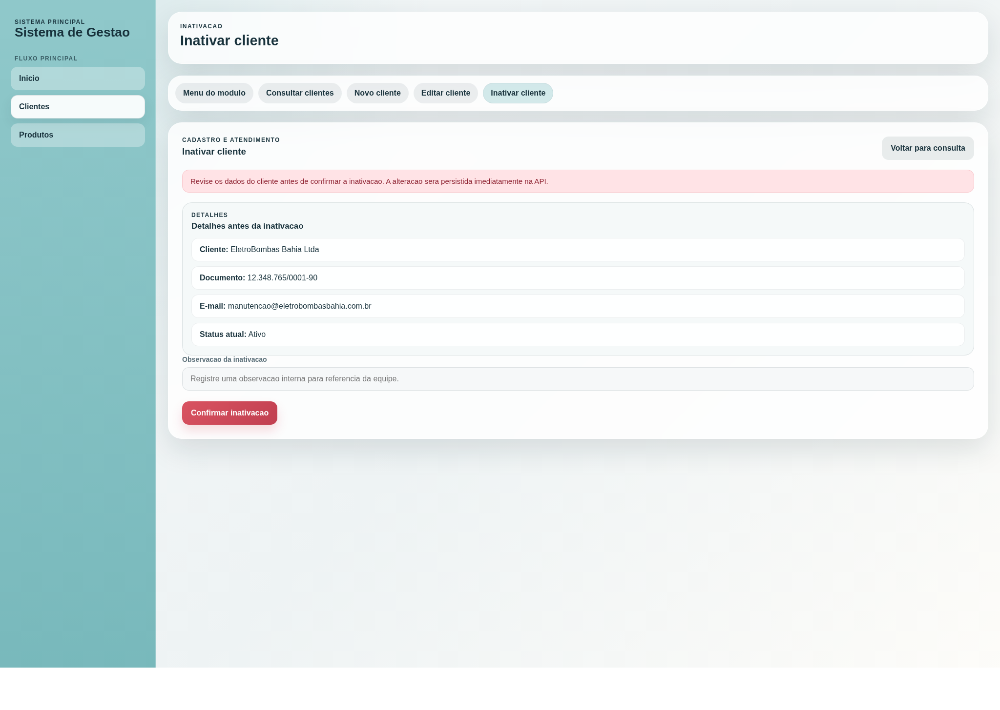 SISTEMA PRINCIPAL
Sistema de Gestao
FLUXO PRINCIPAL
Inicio
Clientes
Produtos
INATIVACAO
Inativar cliente
Menu do modulo
Consultar clientes
Novo cliente
Editar cliente
Inativar cliente
CADASTRO E ATENDIMENTO
Inativar cliente
Voltar para consulta
Revise os dados do cliente antes de confirmar a inativacao. A alteracao sera persistida imediatamente na API.
DETALHES
Detalhes antes da inativacao
Cliente: EletroBombas Bahia Ltda
Documento: 12.348.765/0001-90
E-mail: manutencao@eletrobombasbahia.com.br
Status atual: Ativo
Observacao da inativacao
Registre uma observacao interna para referencia da equipe.
Confirmar inativacao